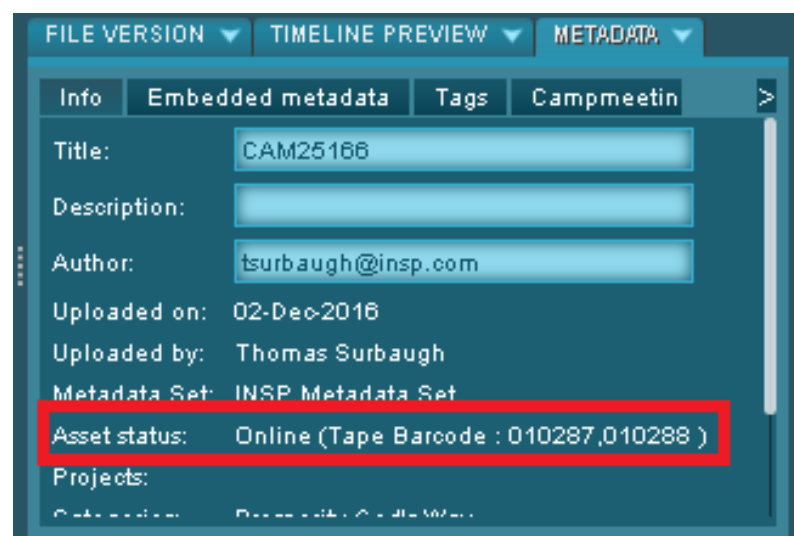 FILE VERSION TIMELINE PREVIEW METADATA
Info Embedded metadata Tags Campmeetin >
Title: CAM25166
Description:
Author: tsurbaugh@insp.com
Uploaded on: 02-Dec-2016
Uploaded by: Thomas Surbaugh
Metadata Set: INSP Metadata Set
Asset status: Online (Tape Barcode : 010287,010288 )
Projects: